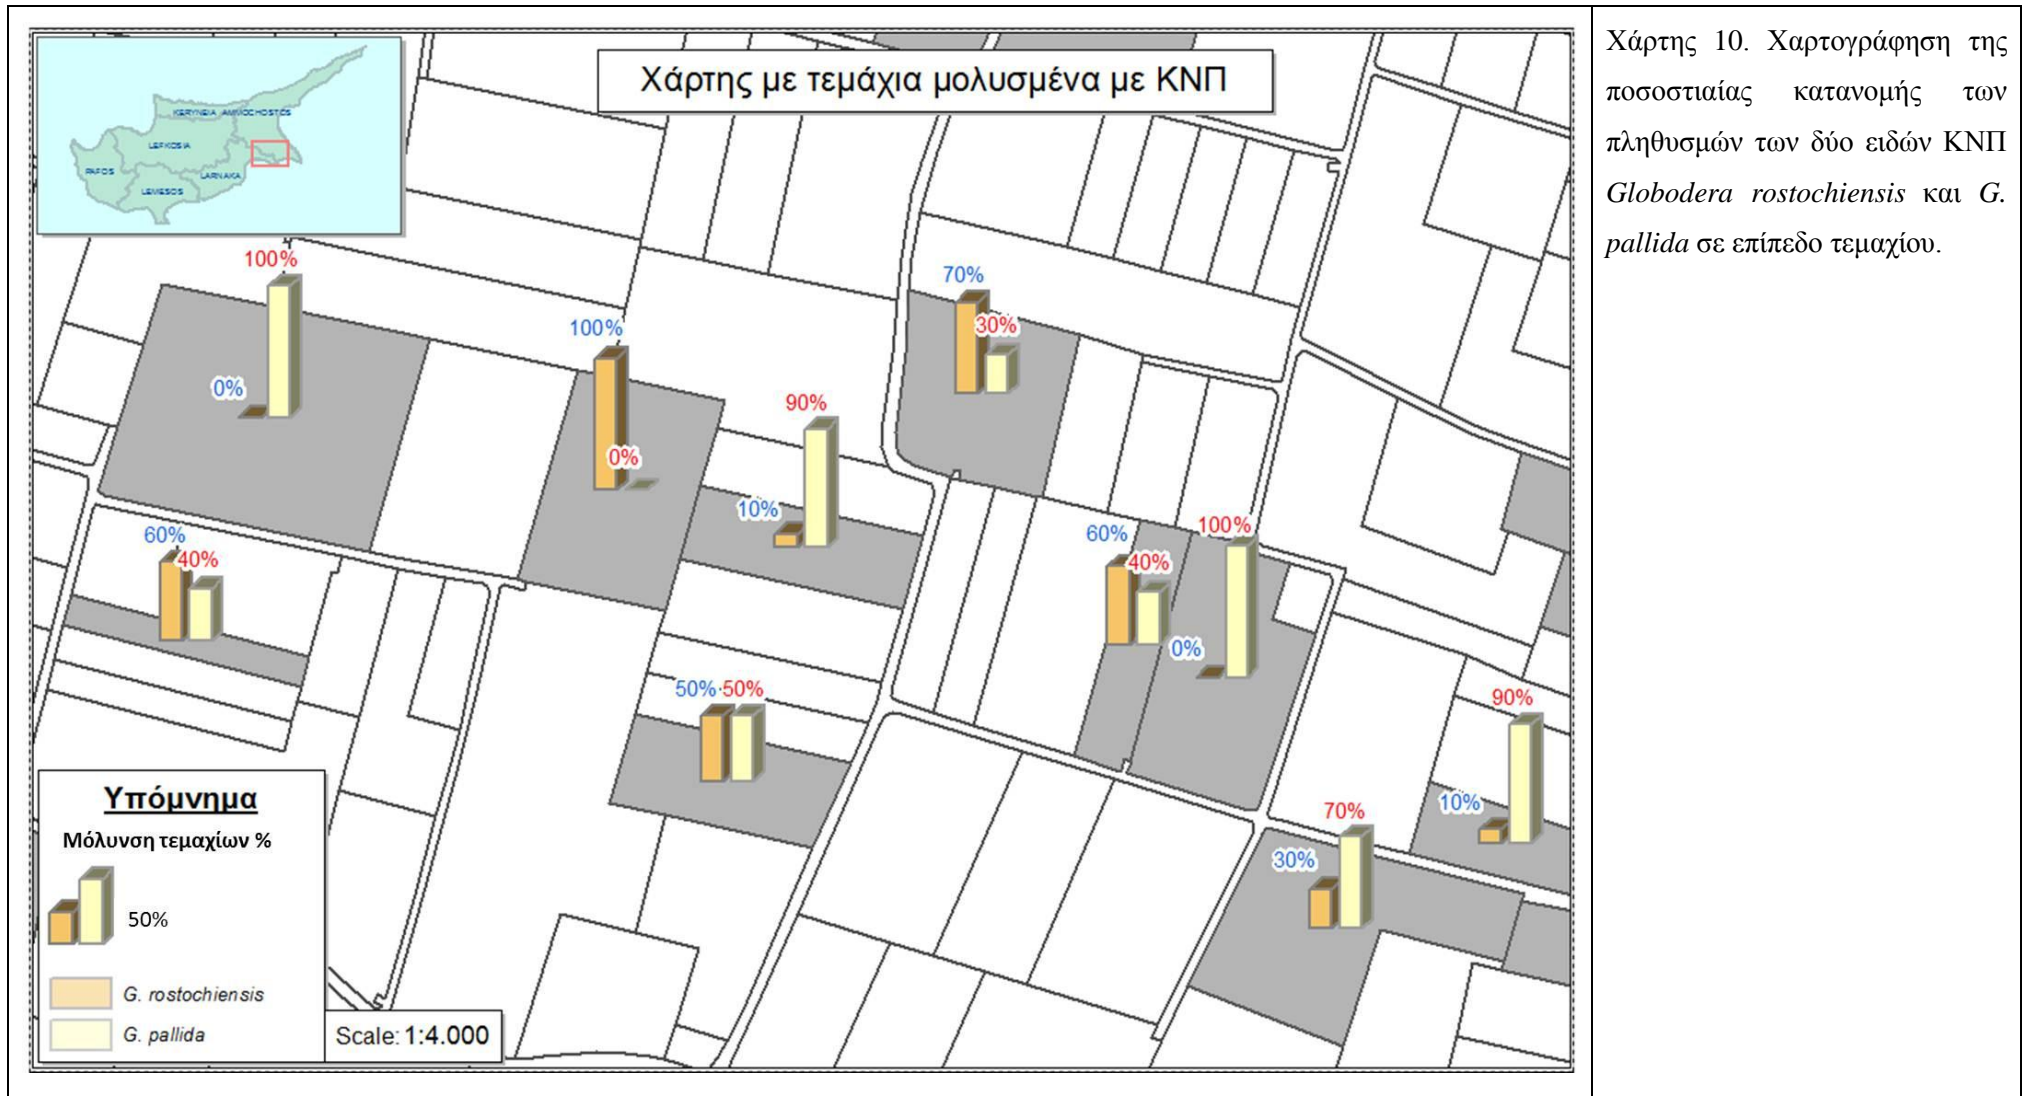 Χάρτης με τεμάχια μολυσμένα με ΚΝΠ
KERYNEIA
AMMOCHOSTOS
LEFKOSIA
PAFOS
LARNAKA
LEMESOS
100%
0%
100%
0%
70%
30%
90%
10%
60%
40%
60%
40%
100%
0%
50%
50%
90%
10%
70%
30%
Υπόμνημα
Μόλυνση τεμαχίων %
50%
G. rostochiensis
G. pallida
Scale: 1:4.000
Χάρτης 10. Χαρτογράφηση της
ποσοστιαίας κατανομής των
πληθυσμών των δύο ειδών ΚΝΠ
Globodera rostochiensis και G.
pallida σε επίπεδο τεμαχίου.